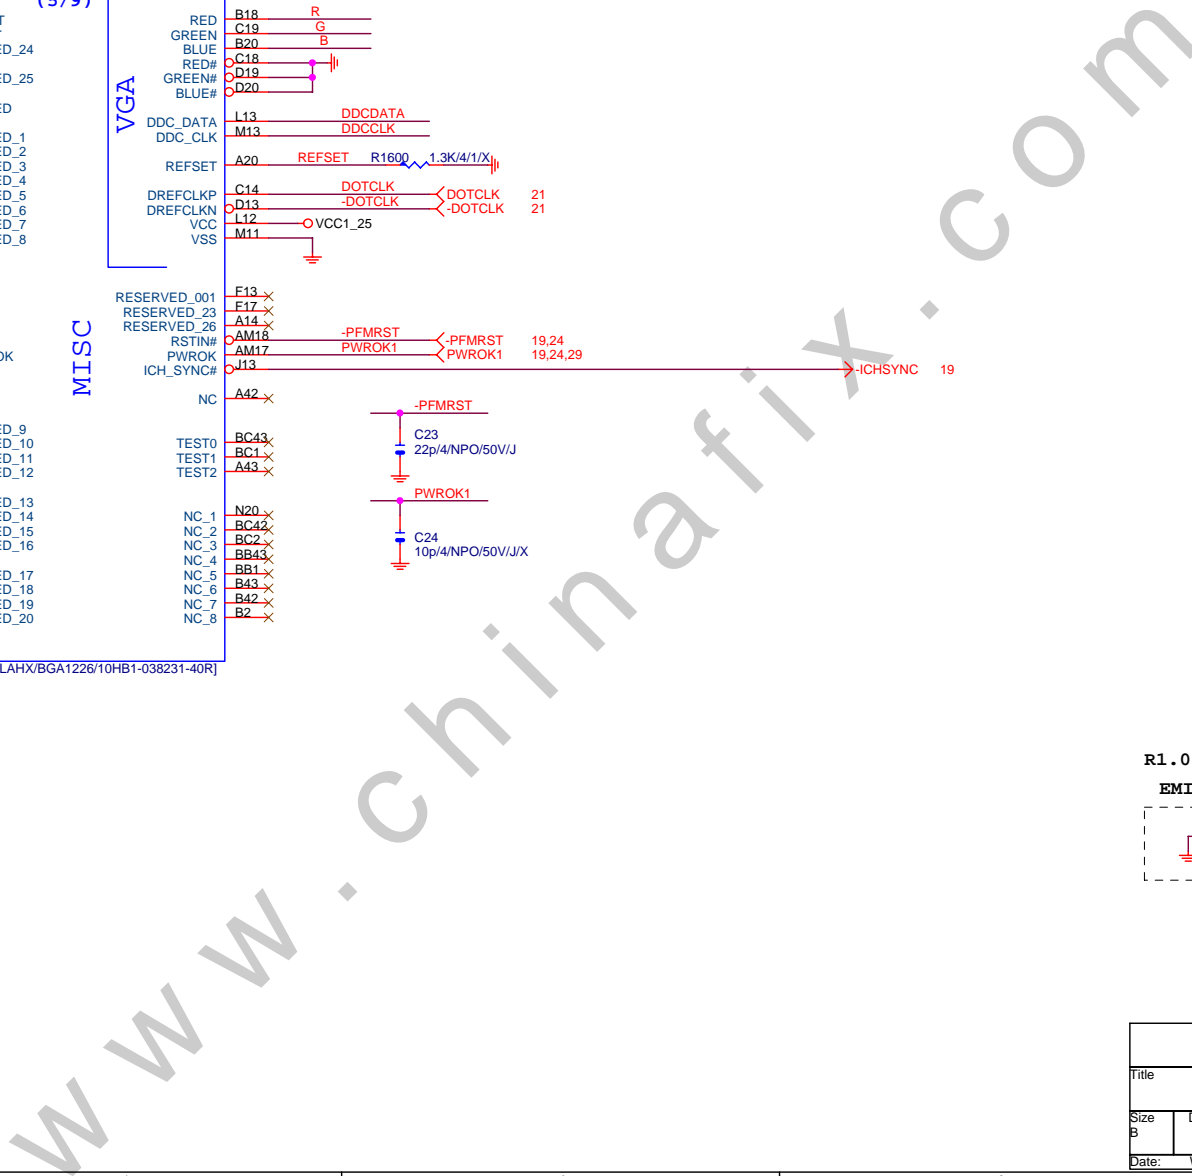 (5/9)
RED B18 R
GREEN C19 G
BLUE B20 B
RED# C18
GREEN# D19
BLUE# D20
VGA
DDC_DATA L13 DDCDATA
DDC_CLK M13 DDCCLK
REFSET A20 REFSET R1600 1.3K/4/1/X
DREFCLKP C14 DOTCLK DOTCLK 21
DREFCLKN D13 -DOTCLK -DOTCLK 21
VCC L12 VCC1_25
VSS M11
T
ED_24
ED_25
ED
ED_1
ED_2
ED_3
ED_4
ED_5
ED_6
ED_7
ED_8
MISC
RESERVED_001 F13
RESERVED_23 F17
RESERVED_26 A14
RSTIN# AM18 -PFMRST -PFMRST 19,24
PWROK AM17 PWROK1 PWROK1 19,24,29
ICH_SYNC# J13 -ICHSYNC 19
OK
NC A42
-PFMRST
C23
22p/4/NPO/50V/J
TEST0 BC43
TEST1 BC1
TEST2 A43
PWROK1
C24
10p/4/NPO/50V/J/X
NC_1 N20
NC_2 BC42
NC_3 BC2
NC_4 BB43
NC_5 BB1
NC_6 B43
NC_7 B42
NC_8 B2
ED_9
ED_10
ED_11
ED_12
ED_13
ED_14
ED_15
ED_16
ED_17
ED_18
ED_19
ED_20
LAHX/BGA1226/10HB1-038231-40R]
www.chinafix.com
R1.0
EMI
Title
Size
B
Date: